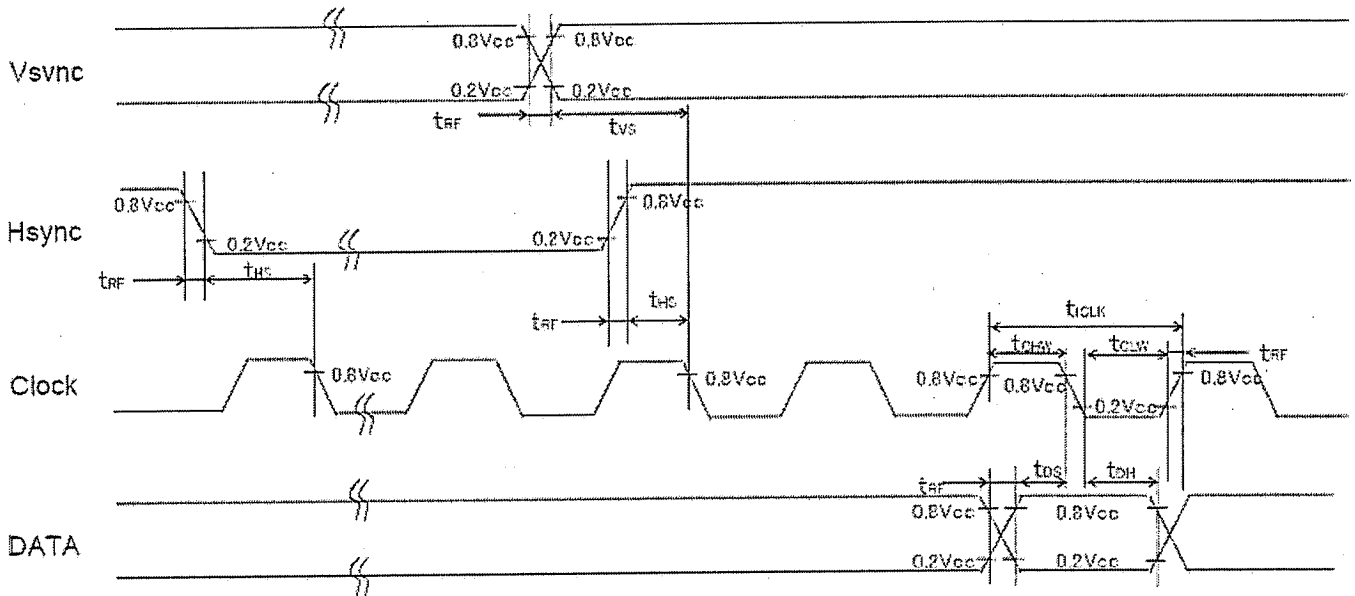 0.8Vcc 0.8Vcc
Vsvnc
0.2Vcc 0.2Vcc
tRF tVS
0.8Vcc 0.8Vcc
Hsync
0.2Vcc 0.2Vcc
tRF tHS
tRF tHS
tICLK
tCHW tCLW tRF
Clock
0.8Vcc 0.8Vcc 0.8Vcc 0.8Vcc 0.8Vcc
0.2Vcc
tRF tDS tDH
0.8Vcc 0.8Vcc
DATA
0.2Vcc 0.2Vcc